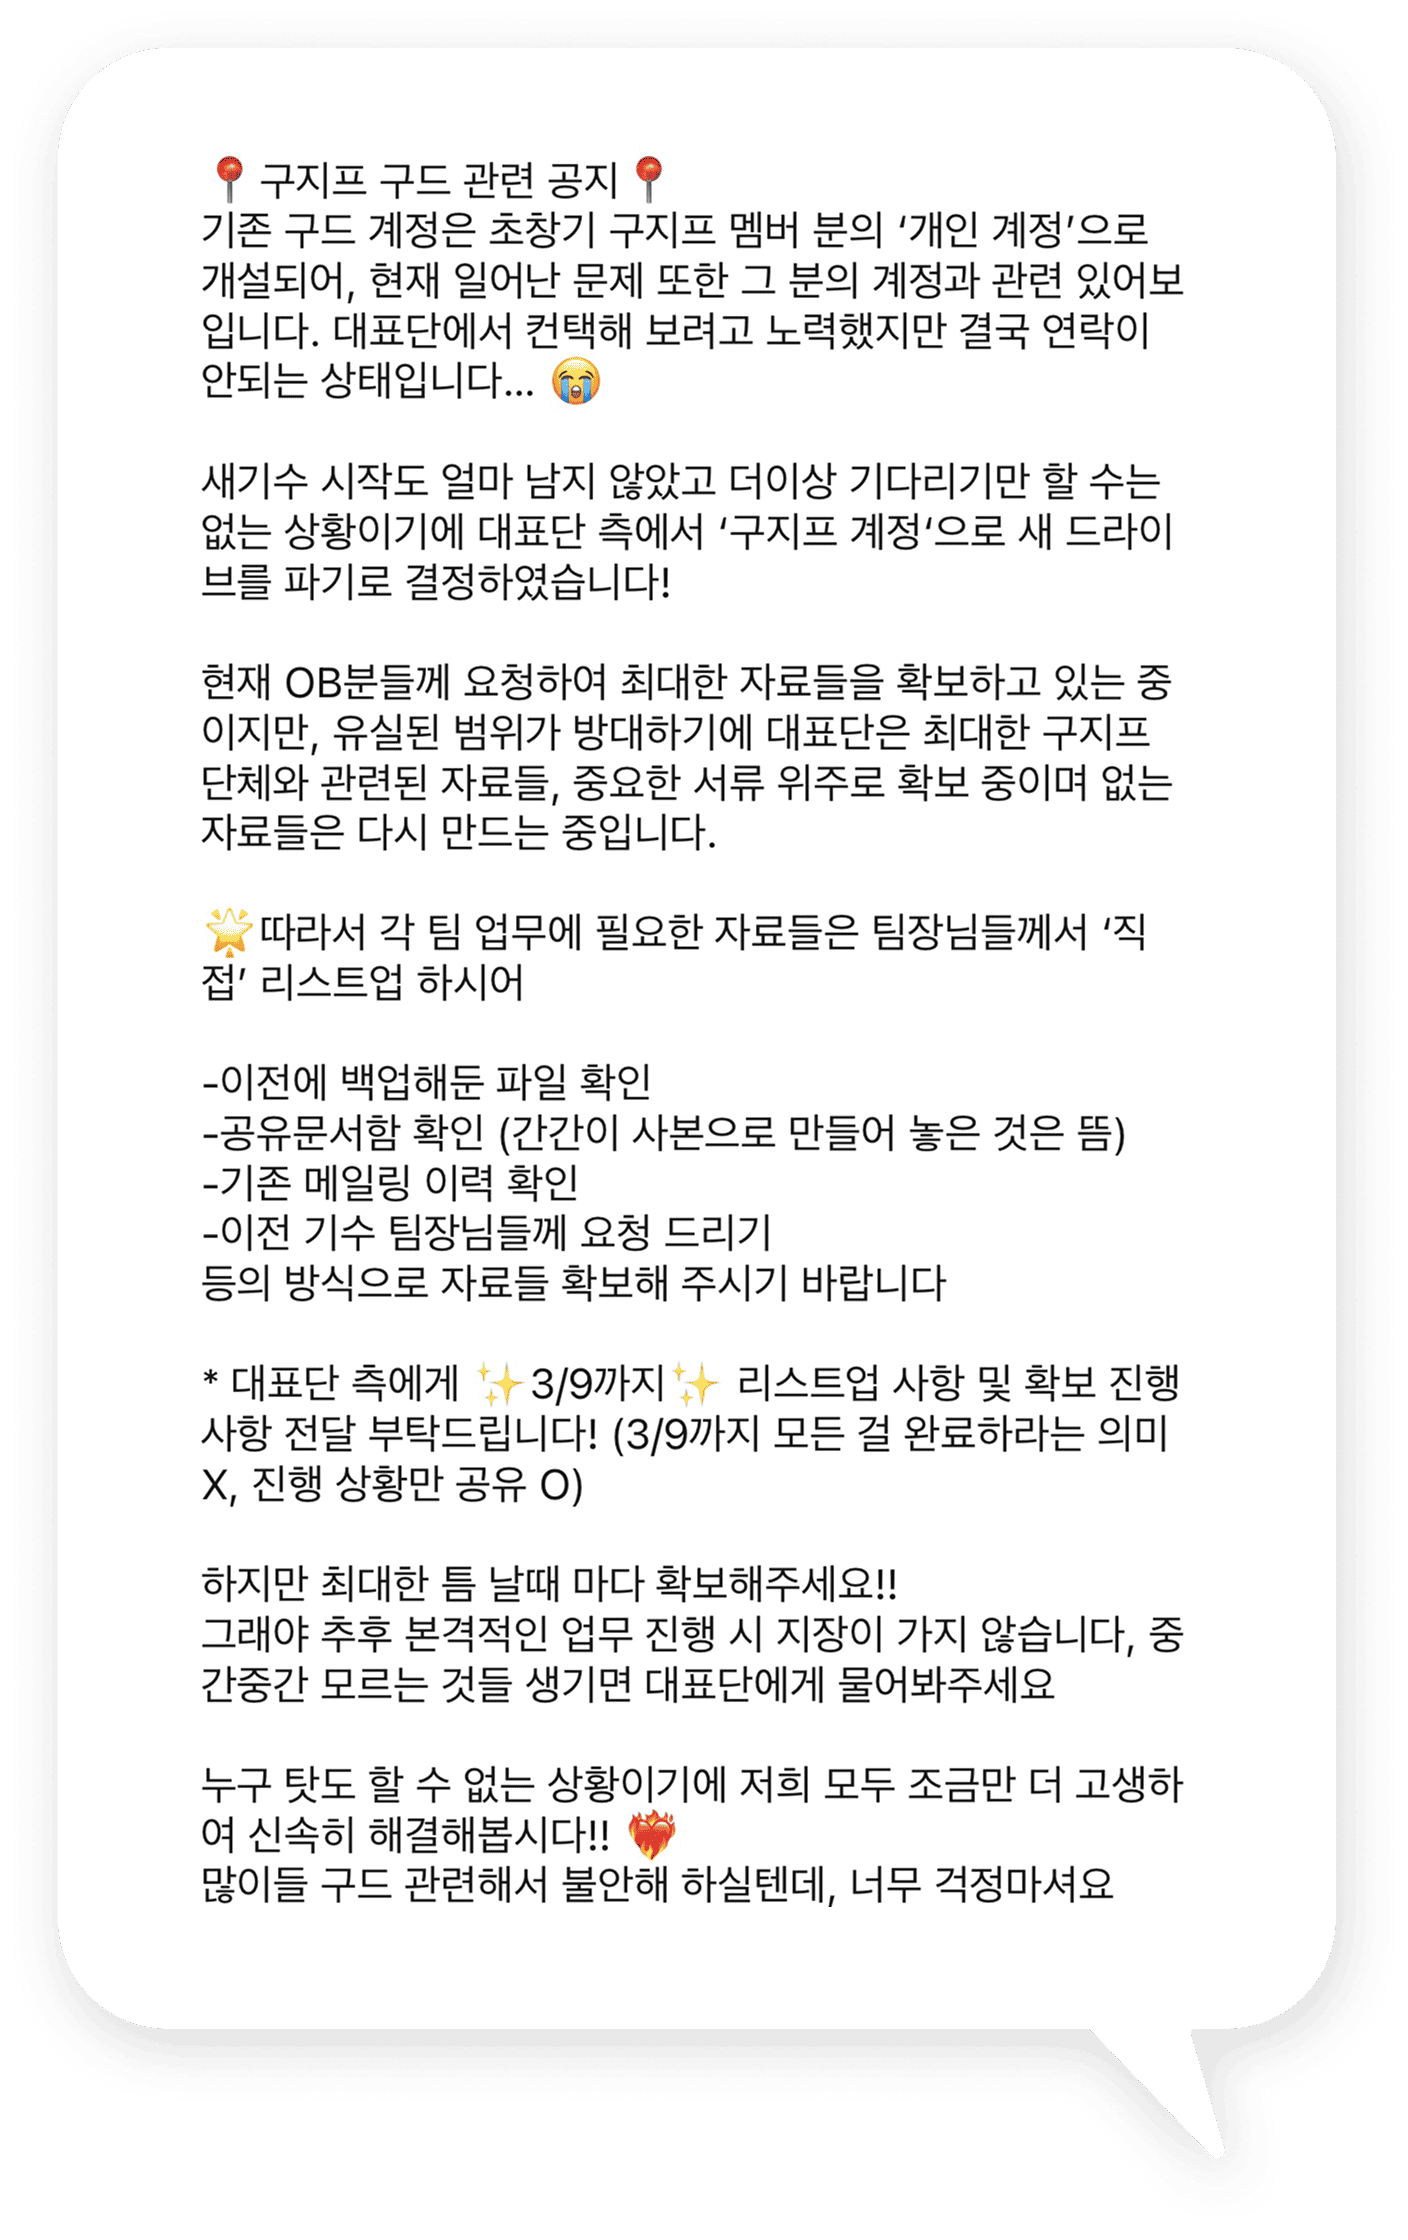 📍 구지프 구드 관련 공지📍
기존 구드 계정은 초창기 구지프 멤버 분의 ‘개인 계정’으로
개설되어, 현재 일어난 문제 또한 그 분의 계정과 관련 있어보
입니다. 대표단에서 컨택해 보려고 노력했지만 결국 연락이
안되는 상태입니다... 😭
새기수 시작도 얼마 남지 않았고 더이상 기다리기만 할 수는
없는 상황이기에 대표단 측에서 ‘구지프 계정‘으로 새 드라이
브를 파기로 결정하였습니다!
현재 OB분들께 요청하여 최대한 자료들을 확보하고 있는 중
이지만, 유실된 범위가 방대하기에 대표단은 최대한 구지프
단체와 관련된 자료들, 중요한 서류 위주로 확보 중이며 없는
자료들은 다시 만드는 중입니다.
🌟따라서 각 팀 업무에 필요한 자료들은 팀장님들께서 ‘직
접’ 리스트업 하시어
-이전에 백업해둔 파일 확인
-공유문서함 확인 (간간이 사본으로 만들어 놓은 것은 뜸)
-기존 메일링 이력 확인
-이전 기수 팀장님들께 요청 드리기
등의 방식으로 자료들 확보해 주시기 바랍니다
* 대표단 측에게 ✨3/9까지✨ 리스트업 사항 및 확보 진행
사항 전달 부탁드립니다! (3/9까지 모든 걸 완료하라는 의미
X, 진행 상황만 공유 O)
하지만 최대한 틈 날때 마다 확보해주세요!!
그래야 추후 본격적인 업무 진행 시 지장이 가지 않습니다, 중
간중간 모르는 것들 생기면 대표단에게 물어봐주세요
누구 탓도 할 수 없는 상황이기에 저희 모두 조금만 더 고생하
여 신속히 해결해봅시다!! ❤️‍🔥
많이들 구드 관련해서 불안해 하실텐데, 너무 걱정마셔요